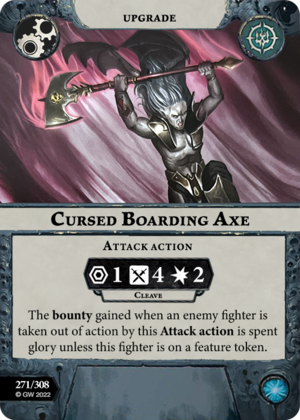 UPGRADE
CURSED BOARDING AXE
ATTACK ACTION
1 4 2
CLEAVE
The bounty gained when an enemy fighter is
taken out of action by this Attack action is spent
glory unless this fighter is on a feature token.
271/308
© GW 2022